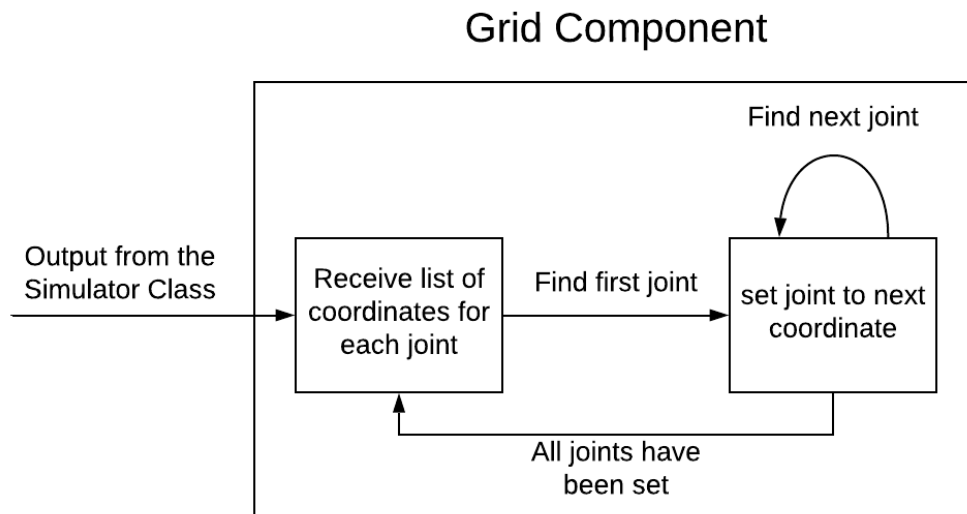 Grid Component
Find next joint
Output from the
Simulator Class
Receive list of
coordinates for
each joint
Find first joint
set joint to next
coordinate
All joints have
been set